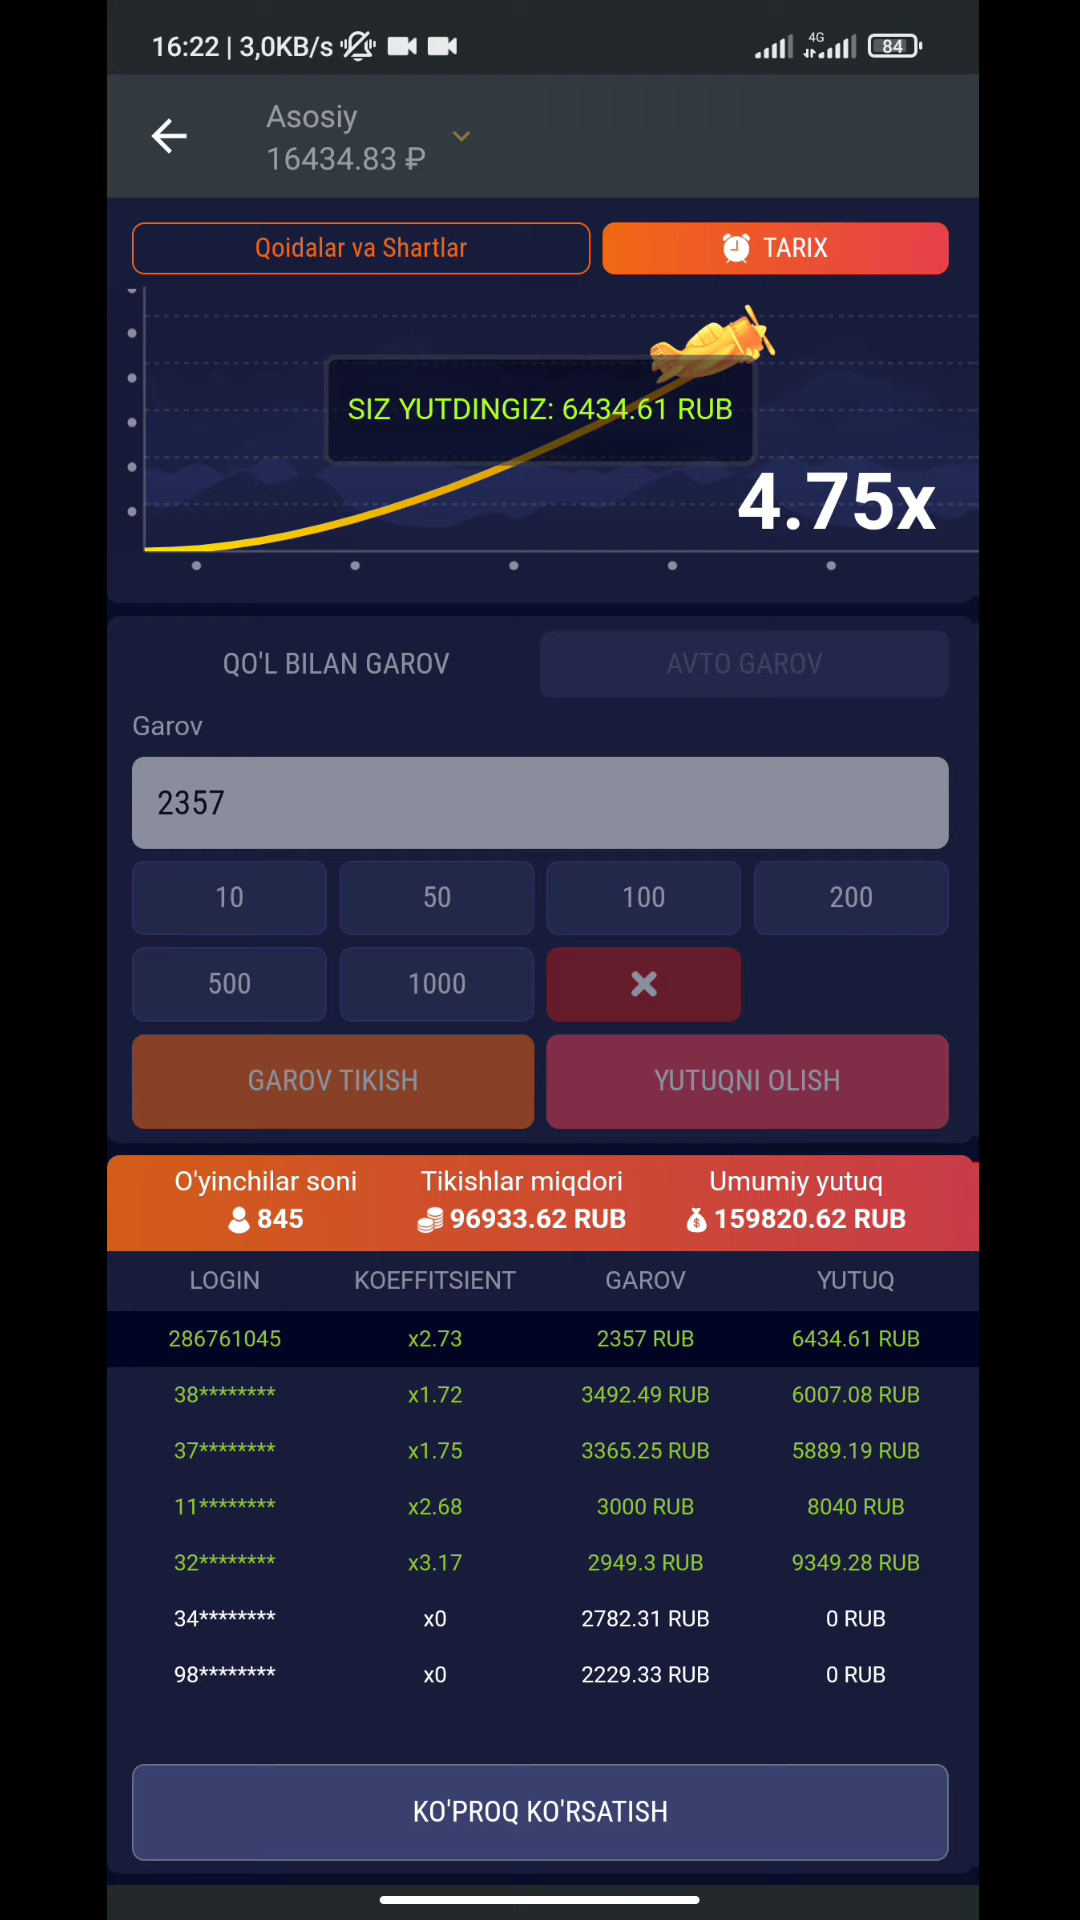 16:22 | 3,0KB/s 4G 84
Asosiy
16434.83 ₽
Qoidalar va Shartlar
TARIX
SIZ YUTDINGIZ: 6434.61 RUB
4.75x
QO'L BILAN GAROV
AVTO GAROV
Garov
2357
10 50 100 200
500 1000
GAROV TIKISH YUTUQNI OLISH
O'yinchilar soni Tikishlar miqdori Umumiy yutuq
845 96933.62 RUB 159820.62 RUB
LOGIN KOEFFITSIENT GAROV YUTUQ
286761045 x2.73 2357 RUB 6434.61 RUB
38******** x1.72 3492.49 RUB 6007.08 RUB
37******** x1.75 3365.25 RUB 5889.19 RUB
11******** x2.68 3000 RUB 8040 RUB
32******** x3.17 2949.3 RUB 9349.28 RUB
34******** x0 2782.31 RUB 0 RUB
98******** x0 2229.33 RUB 0 RUB
KO'PROQ KO'RSATISH